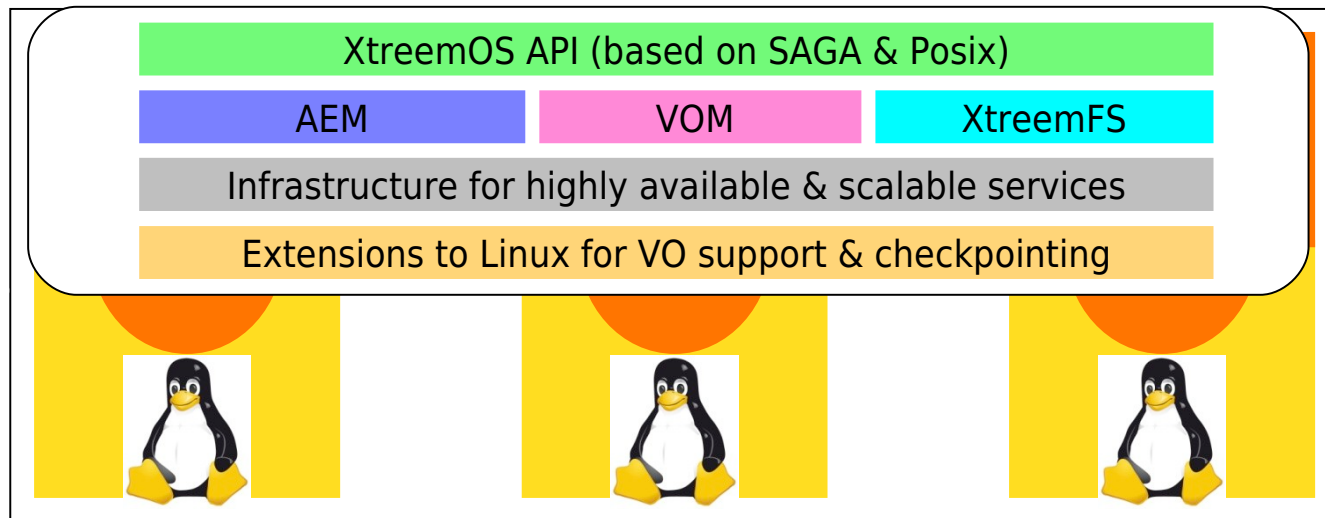 XtreemOS API (based on SAGA & Posix)
AEM VOM XtreemFS
Infrastructure for highly available & scalable services
Extensions to Linux for VO support & checkpointing